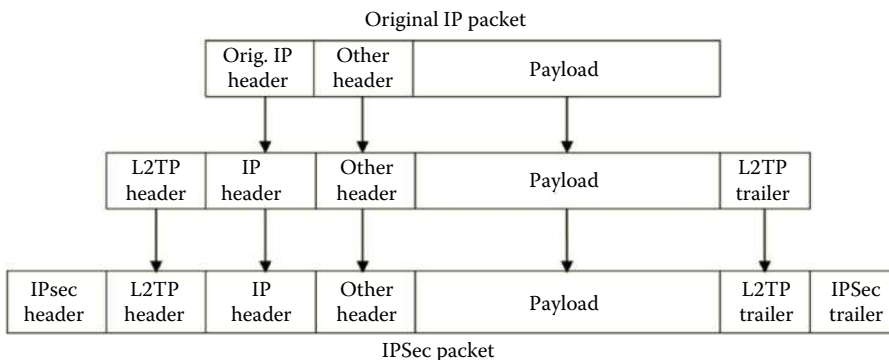 Original IP packet
Orig. IP header
Other header
Payload
L2TP header
IP header
Other header
Payload
L2TP trailer
IPsec header
L2TP header
IP header
Other header
Payload
L2TP trailer
IPSec trailer
IPSec packet